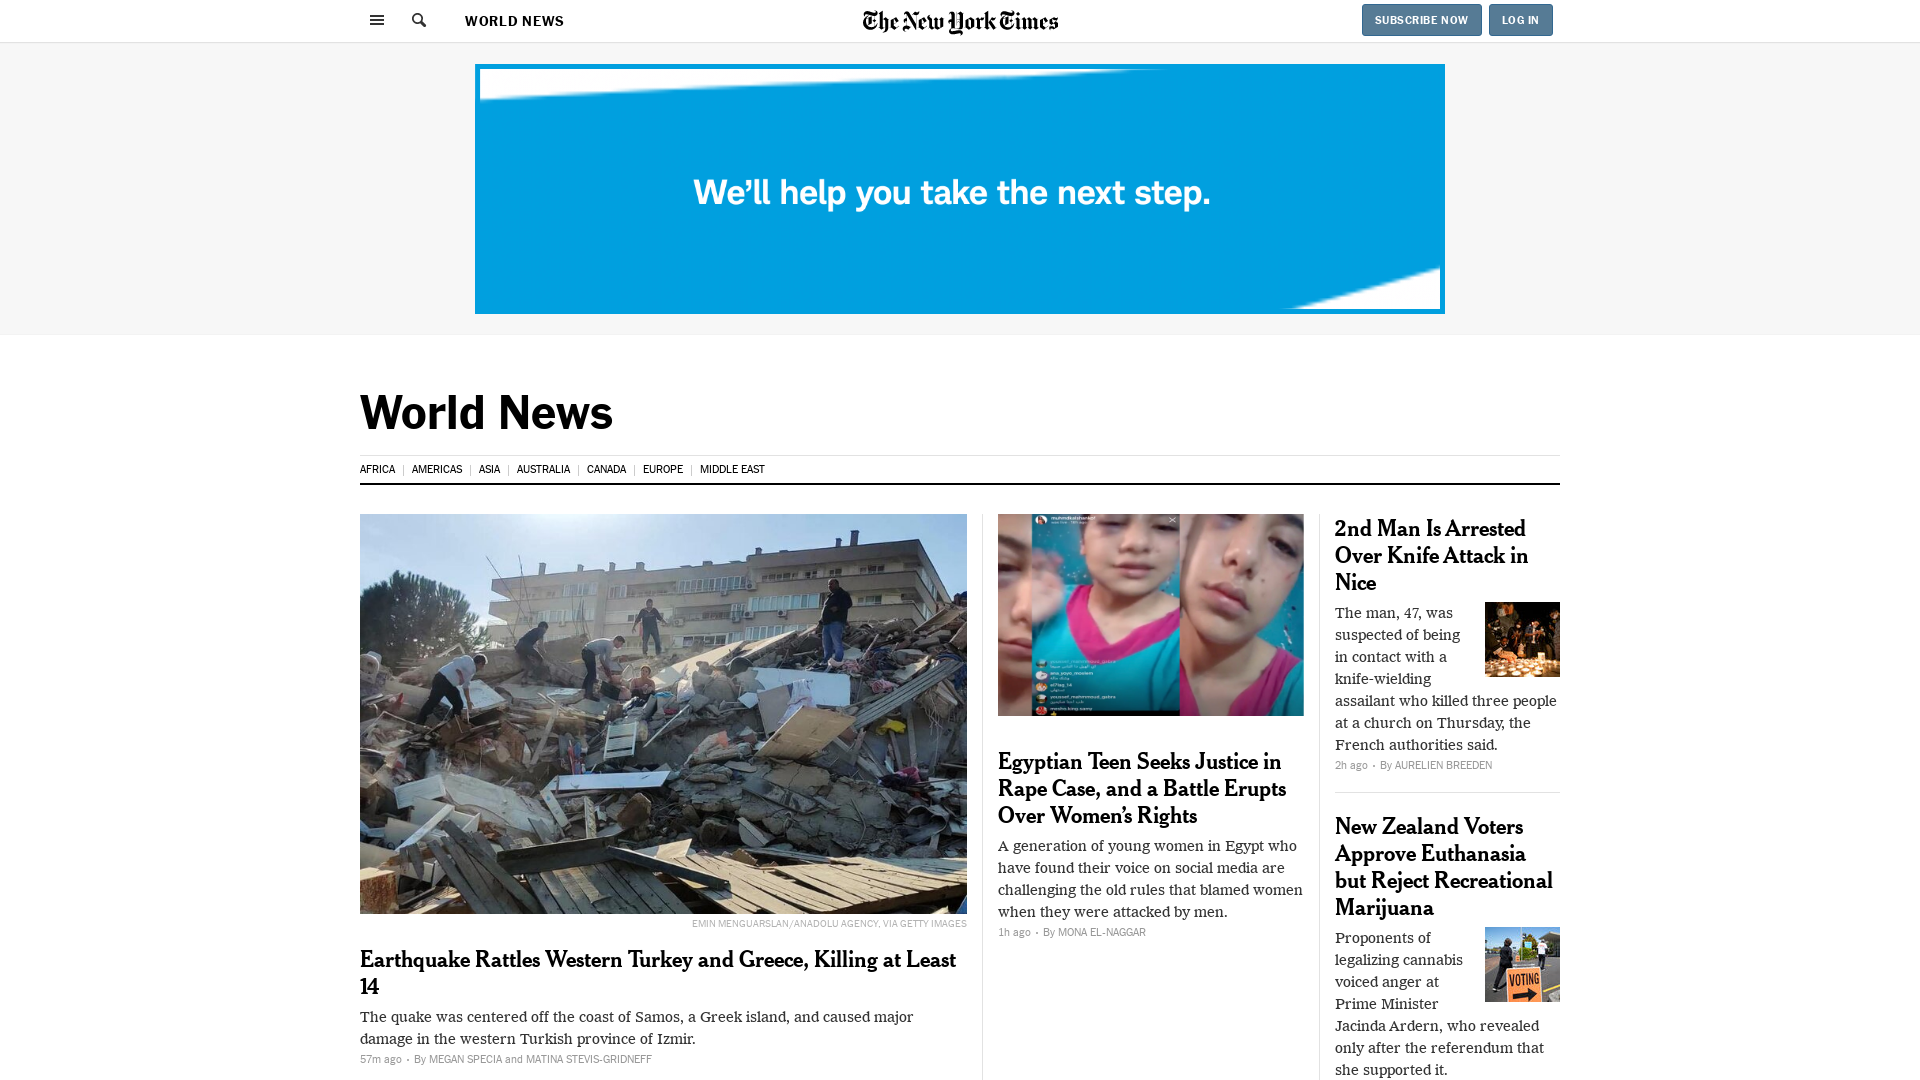 WORLD NEWS
The New York Times
SUBSCRIBE NOW
LOG IN
We'll help you take the next step.
World News
AFRICA
AMERICAS
ASIA
AUSTRALIA
CANADA
EUROPE
MIDDLE EAST
EMIN MENGUARSLAN/ANADOLU AGENCY, VIA GETTY IMAGES
Earthquake Rattles Western Turkey and Greece, Killing at Least
14
The quake was centered off the coast of Samos, a Greek island, and caused major
damage in the western Turkish province of Izmir.
57m ago • By MEGAN SPECIA and MATINA STEVIS-GRIDNEFF
Egyptian Teen Seeks Justice in
Rape Case, and a Battle Erupts
Over Women's Rights
A generation of young women in Egypt who
have found their voice on social media are
challenging the old rules that blamed women
when they were attacked by men.
1h ago • By MONA EL-NAGGAR
2nd Man Is Arrested
Over Knife Attack in
Nice
The man, 47, was
suspected of being
in contact with a
knife-wielding
assailant who killed three people
at a church on Thursday, the
French authorities said.
2h ago • By AURELIEN BREEDEN
New Zealand Voters
Approve Euthanasia
but Reject Recreational
Marijuana
Proponents of
legalizing cannabis
voiced anger at
Prime Minister
Jacinda Ardern, who revealed
only after the referendum that
she supported it.
VOTING